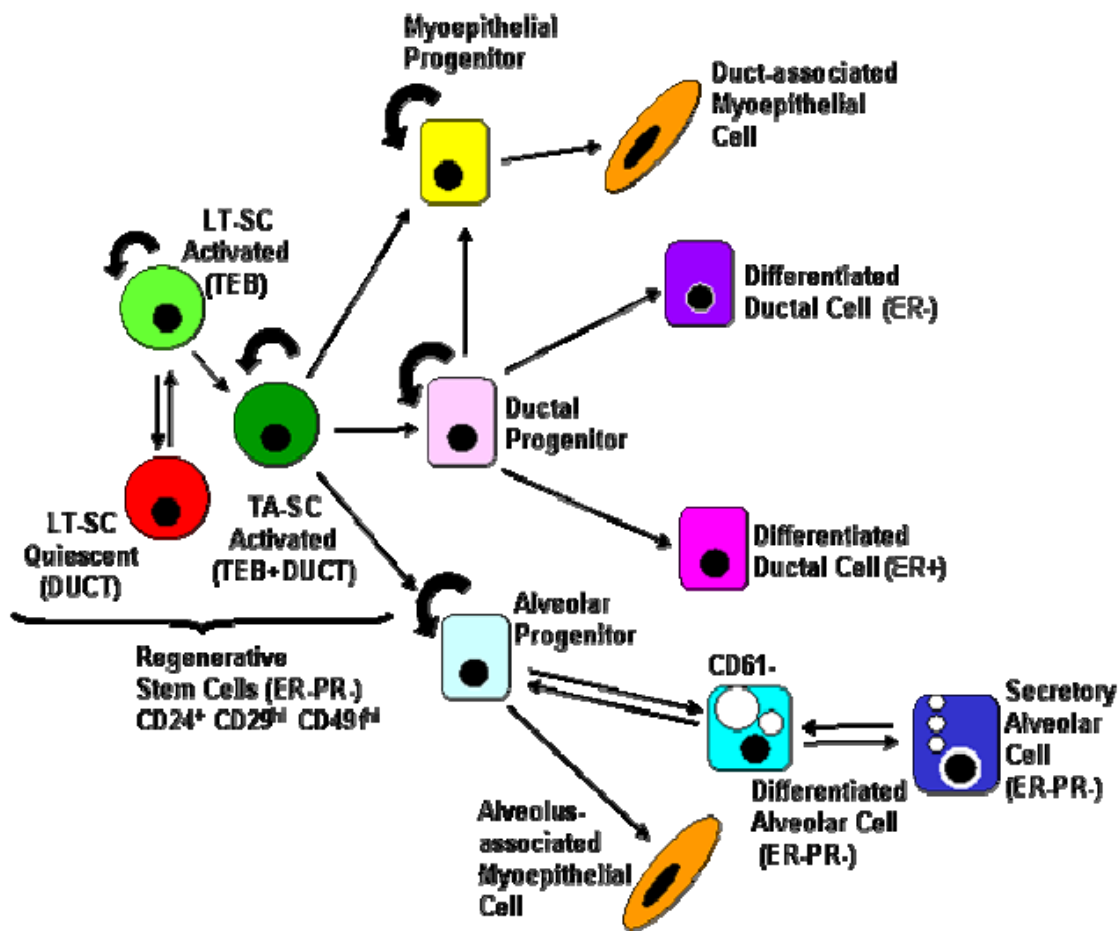 Myoepithelial
Progenitor
Duct-associated
Myoepithelial
Cell
LT-SC
Activated
(TEB)
Differentiated
Ductal Cell (ER-)
Ductal
Progenitor
LT-SC
Quiescent
(DUCT)
TA-SC
Activated
(TEB+DUCT)
Differentiated
Ductal Cell (ER+)
Alveolar
Progenitor
Regenerative
Stem Cells (ER-PR-)
CD24⁺ CD29ʰⁱ CD49fʰⁱ
CD61-
Secretory
Alveolar
Cell
(ER-PR-)
Differentiated
Alveolar Cell
(ER-PR-)
Alveolus-
associated
Myoepithelial
Cell